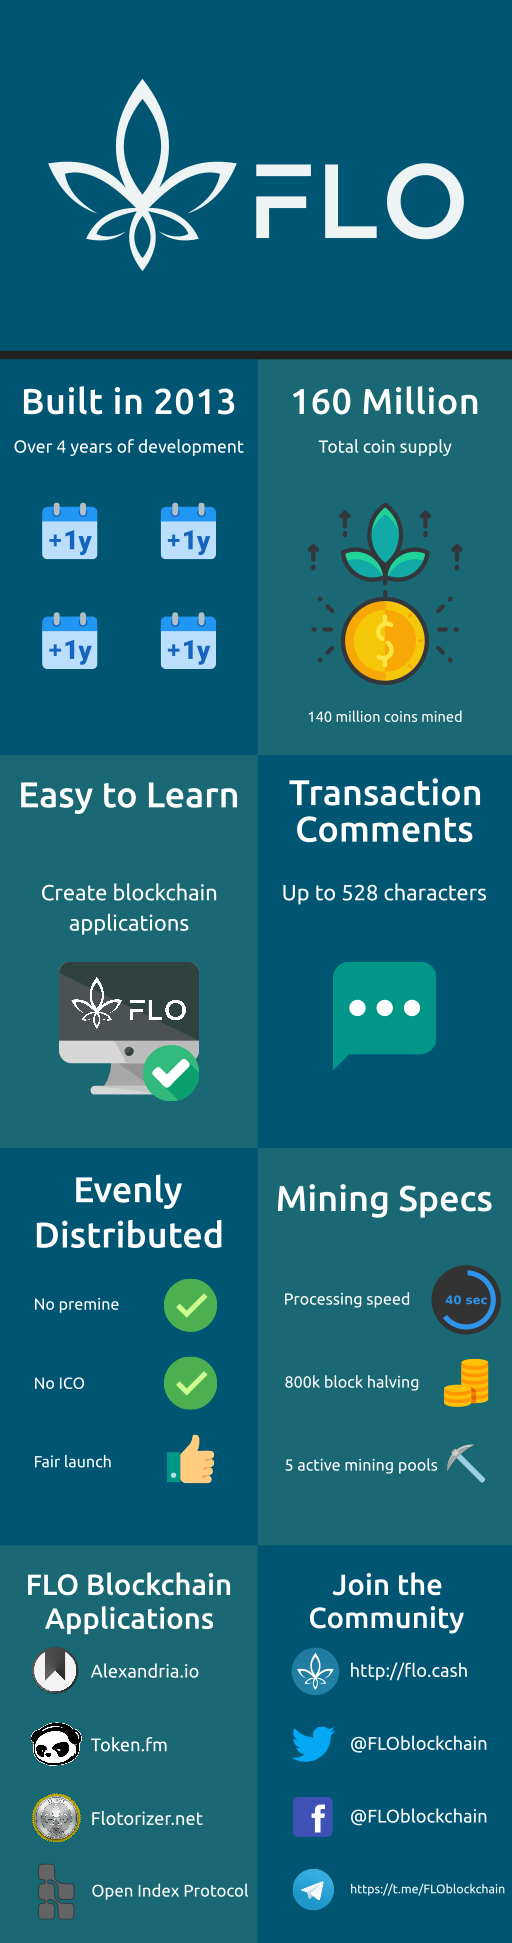 FLO
Built in 2013
Over 4 years of development
+1y
+1y
+1y
+1y
160 Million
Total coin supply
140 million coins mined
Easy to Learn
Create blockchain
applications
FLO
Transaction
Comments
Up to 528 characters
Evenly
Distributed
No premine
No ICO
Fair launch
Mining Specs
Processing speed
40 sec
800k block halving
5 active mining pools
FLO Blockchain
Applications
Alexandria.io
Token.fm
Flotorizer.net
Open Index Protocol
Join the
Community
http://flo.cash
@FLOblockchain
@FLOblockchain
https://t.me/FLOblockchain